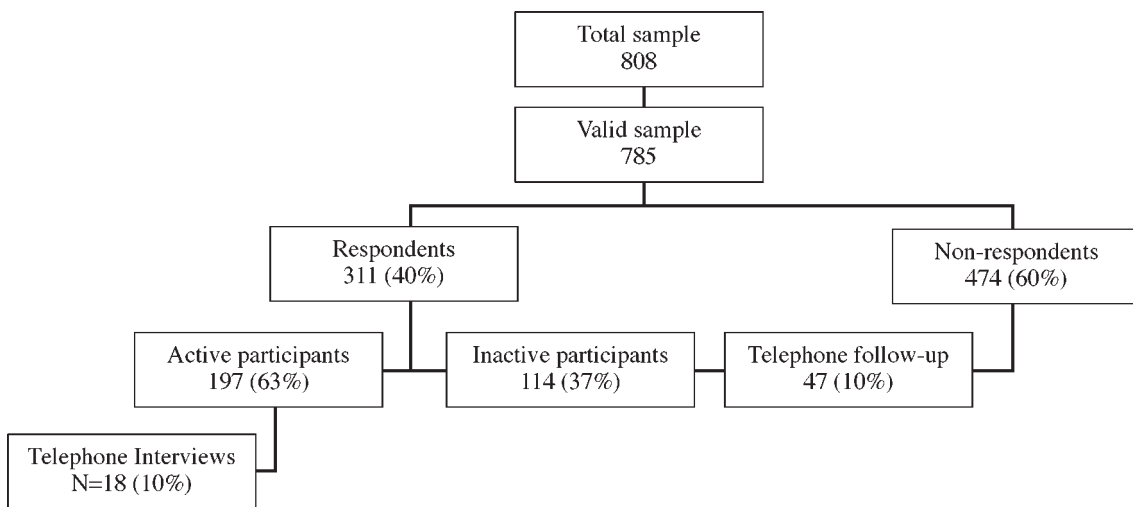 Total sample
808
Valid sample
785
Respondents
311 (40%)
Non-respondents
474 (60%)
Active participants
197 (63%)
Inactive participants
114 (37%)
Telephone follow-up
47 (10%)
Telephone Interviews
N=18 (10%)